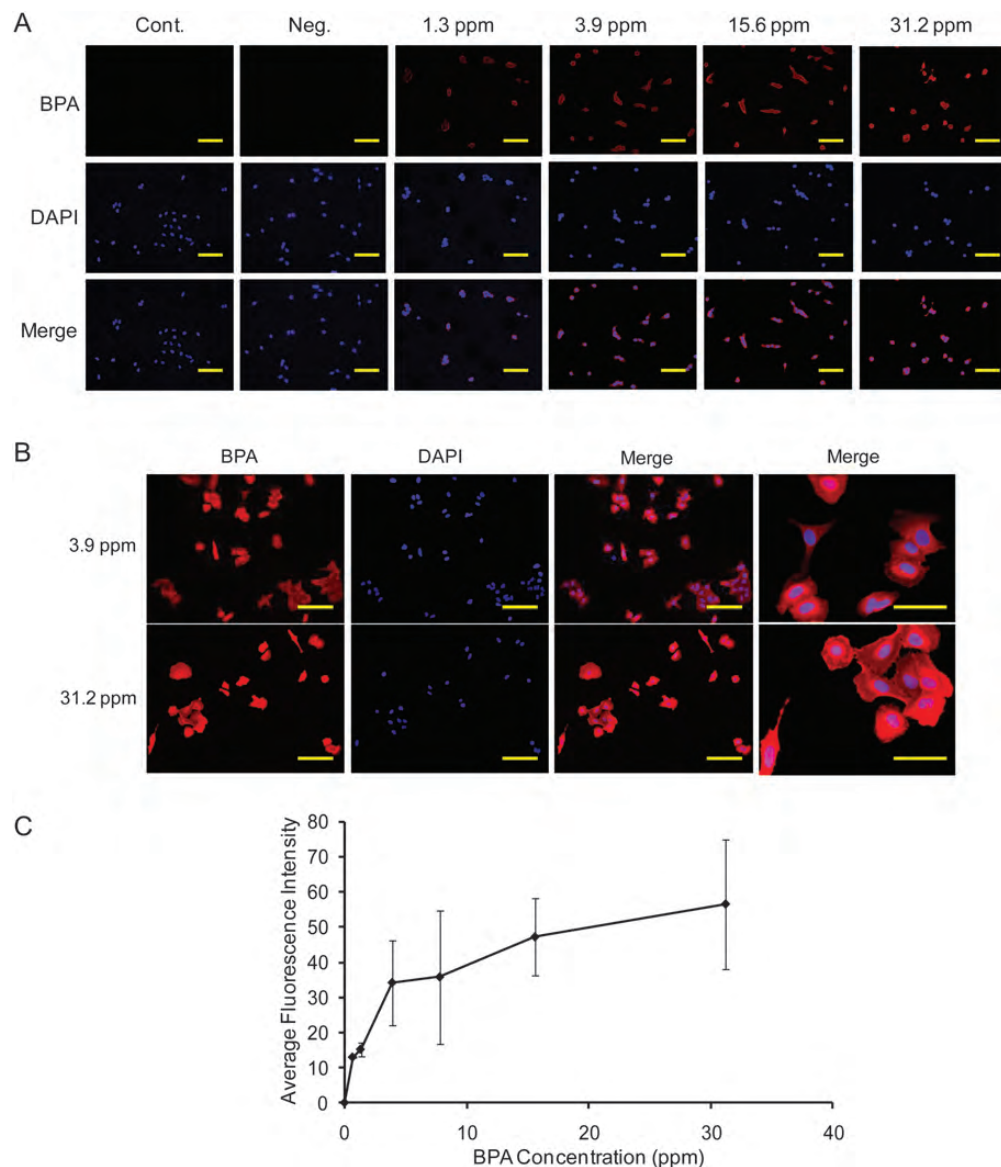 A
Cont. Neg. 1.3 ppm 3.9 ppm 15.6 ppm 31.2 ppm
BPA
DAPI
Merge
B
BPA DAPI Merge Merge
3.9 ppm
31.2 ppm
C
Average Fluorescence Intensity
80
70
60
50
40
30
20
10
0
0 10 20 30 40
BPA Concentration (ppm)